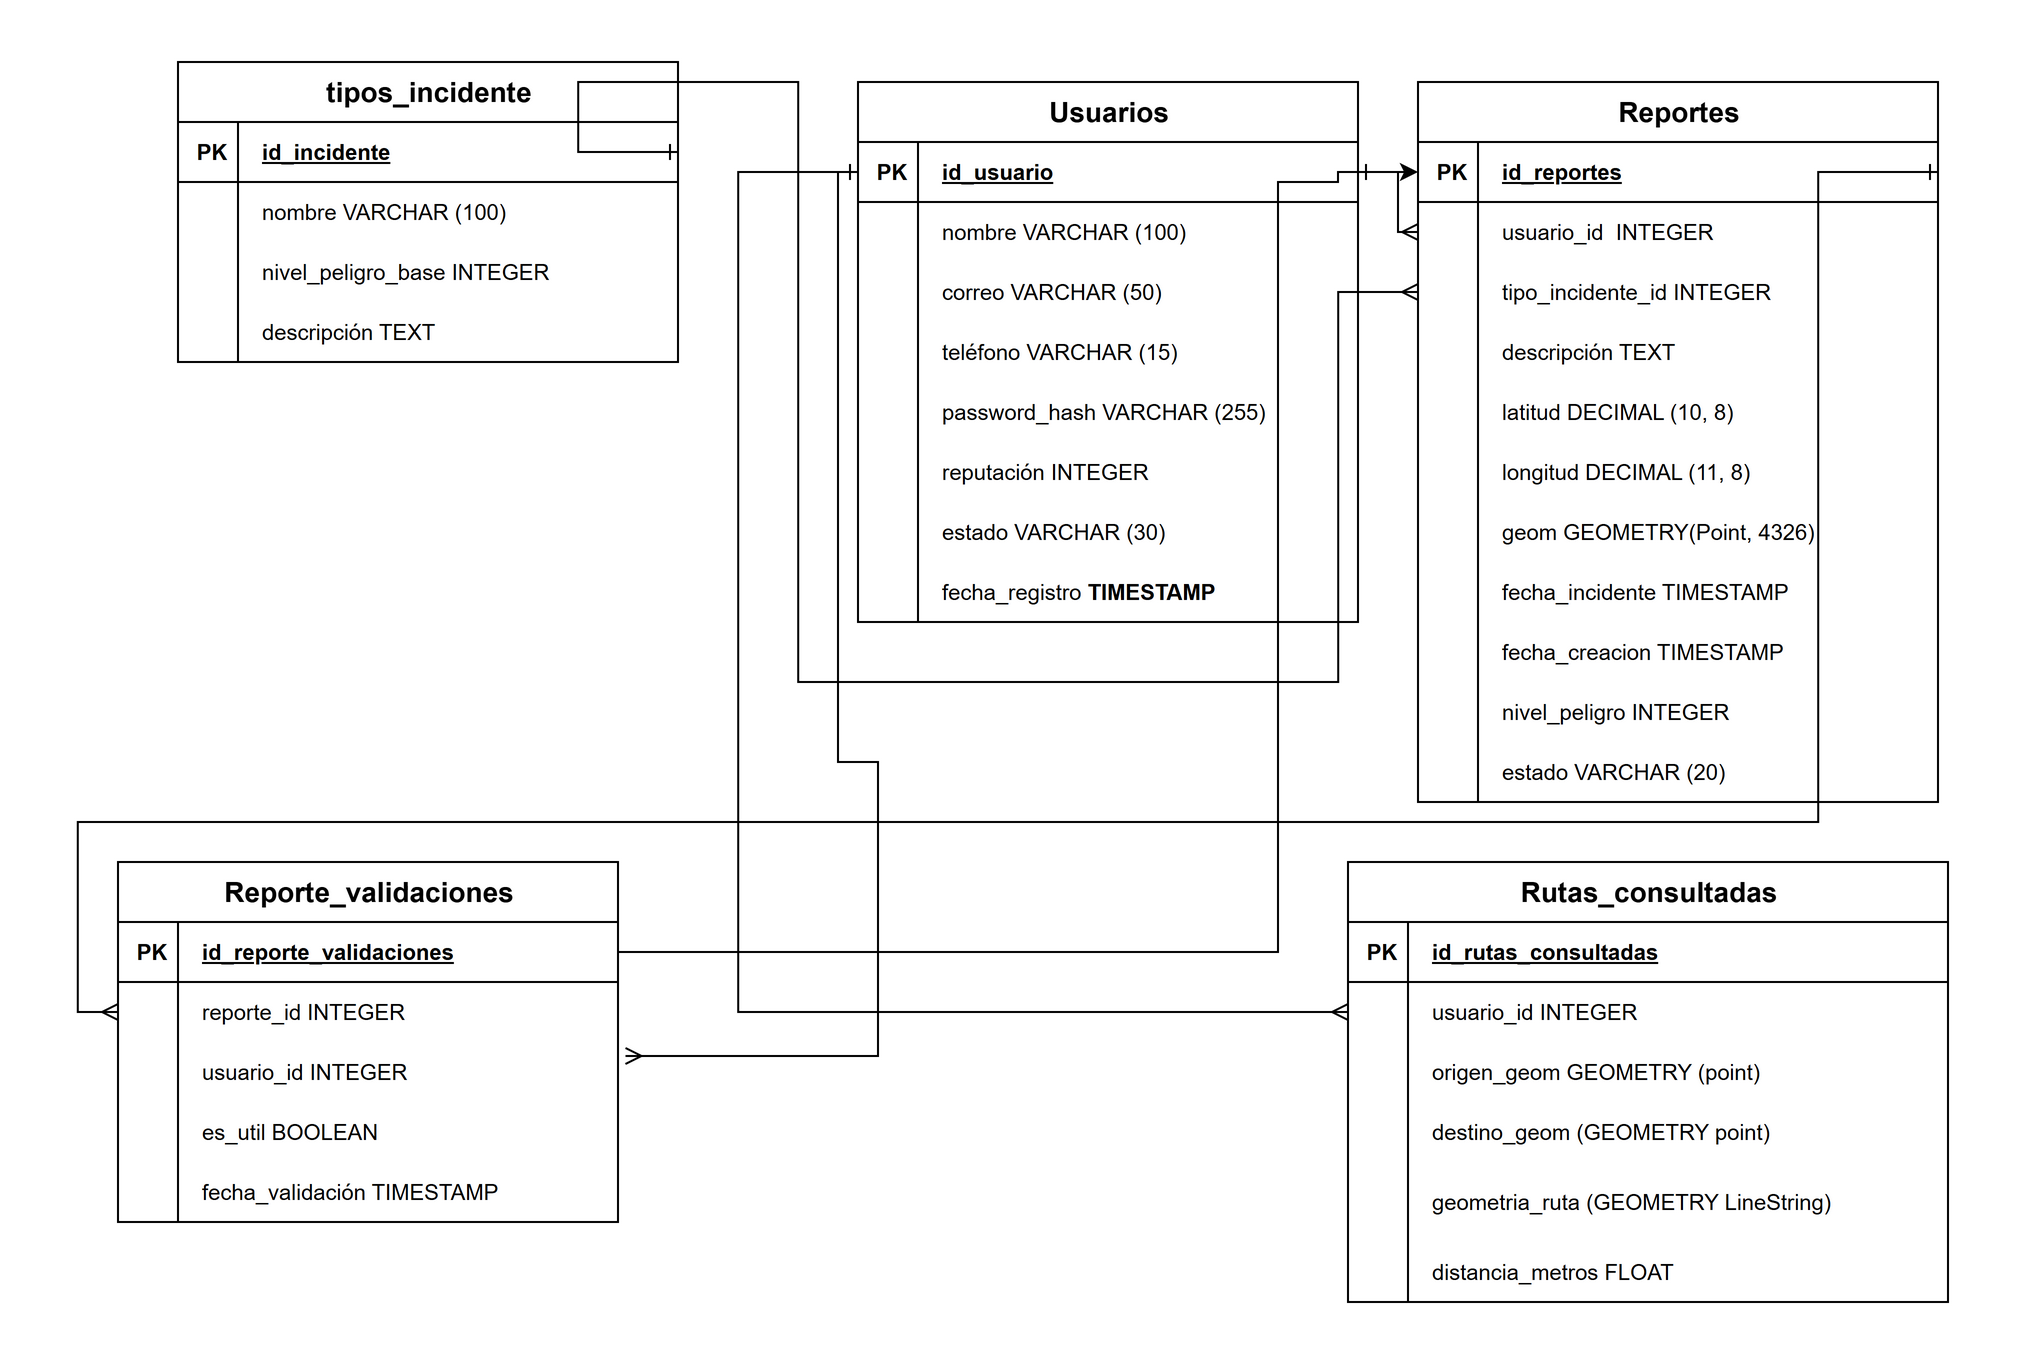 tipos_incidente
PK id_incidente
nombre VARCHAR (100)
nivel_peligro_base INTEGER
descripción TEXT
Usuarios
PK id_usuario
nombre VARCHAR (100)
correo VARCHAR (50)
teléfono VARCHAR (15)
password_hash VARCHAR (255)
reputación INTEGER
estado VARCHAR (30)
fecha_registro TIMESTAMP
Reportes
PK id_reportes
usuario_id INTEGER
tipo_incidente_id INTEGER
descripción TEXT
latitud DECIMAL (10, 8)
longitud DECIMAL (11, 8)
geom GEOMETRY(Point, 4326)
fecha_incidente TIMESTAMP
fecha_creacion TIMESTAMP
nivel_peligro INTEGER
estado VARCHAR (20)
Reporte_validaciones
PK id_reporte_validaciones
reporte_id INTEGER
usuario_id INTEGER
es_util BOOLEAN
fecha_validación TIMESTAMP
Rutas_consultadas
PK id_rutas_consultadas
usuario_id INTEGER
origen_geom GEOMETRY (point)
destino_geom (GEOMETRY point)
geometria_ruta (GEOMETRY LineString)
distancia_metros FLOAT